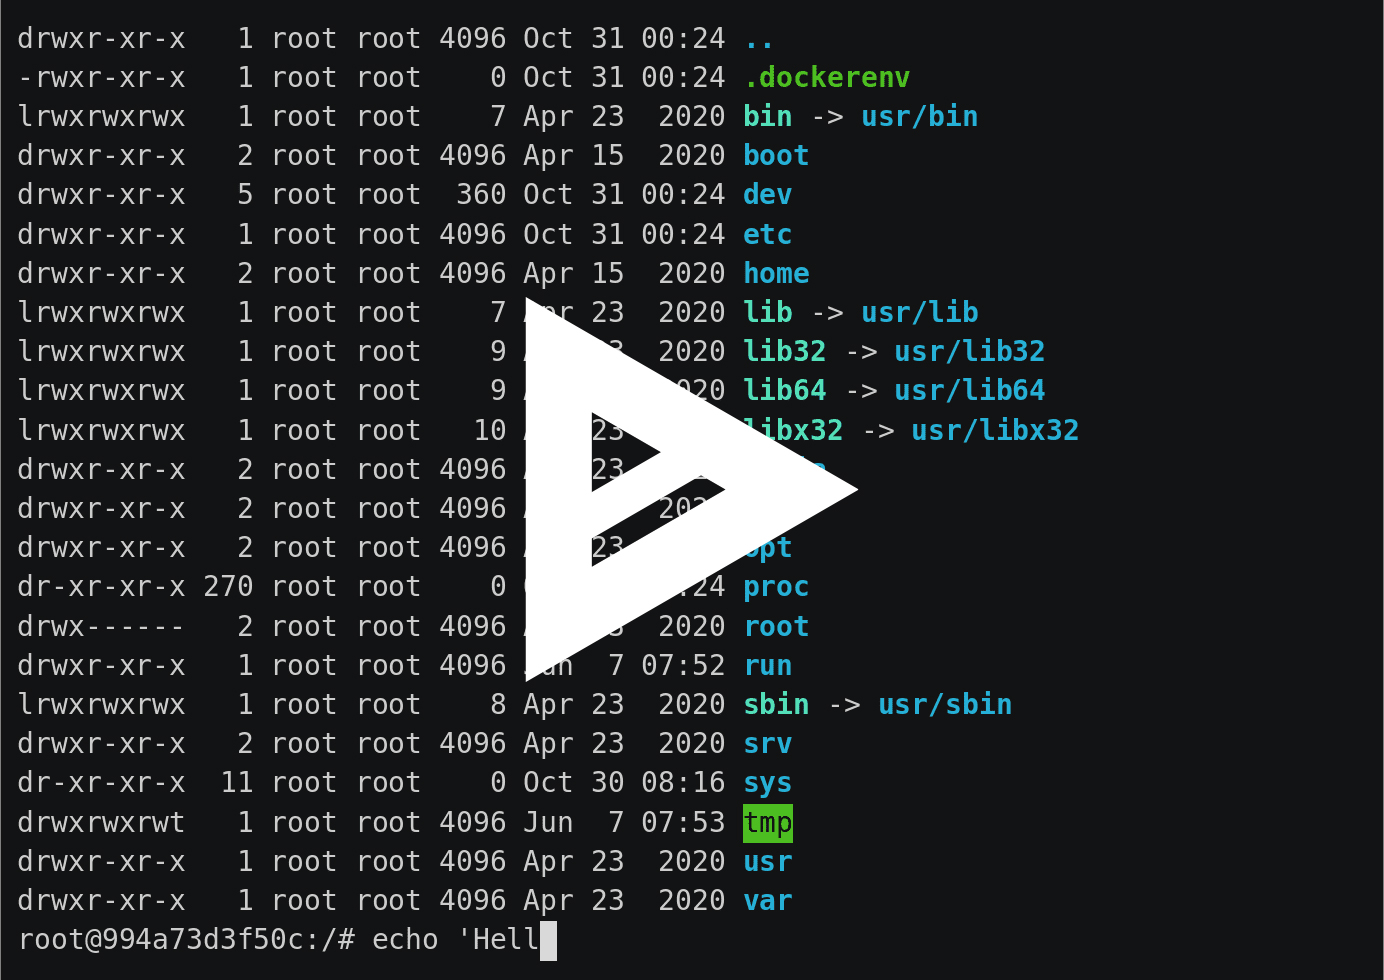 drwxr-xr-x   1 root root 4096 Oct 31 00:24 ..
-rwxr-xr-x   1 root root    0 Oct 31 00:24 .dockerenv
lrwxrwxrwx   1 root root    7 Apr 23  2020 bin -> usr/bin
drwxr-xr-x   2 root root 4096 Apr 15  2020 boot
drwxr-xr-x   5 root root  360 Oct 31 00:24 dev
drwxr-xr-x   1 root root 4096 Oct 31 00:24 etc
drwxr-xr-x   2 root root 4096 Apr 15  2020 home
lrwxrwxrwx   1 root root    7 Apr 23  2020 lib -> usr/lib
lrwxrwxrwx   1 root root    9 2020 lib32 -> usr/lib32
lrwxrwxrwx   1 root root    9 lib64 -> usr/lib64
lrwxrwxrwx   1 root root   10 23 libx32 -> usr/libx32
drwxr-xr-x   2 root root 4096 23
drwxr-xr-x   2 root root 4096
drwxr-xr-x   2 root root 4096 23 opt
dr-xr-xr-x 270 root root    0 proc
drwx------   2 root root 4096 2020 root
drwxr-xr-x   1 root root 4096 Jun  7 07:52 run
lrwxrwxrwx   1 root root    8 Apr 23  2020 sbin -> usr/sbin
drwxr-xr-x   2 root root 4096 Apr 23  2020 srv
dr-xr-xr-x  11 root root    0 Oct 30 08:16 sys
drwxrwxrwt   1 root root 4096 Jun  7 07:53 tmp
drwxr-xr-x   1 root root 4096 Apr 23  2020 usr
drwxr-xr-x   1 root root 4096 Apr 23  2020 var
root@994a73d3f50c:/# echo 'Hell